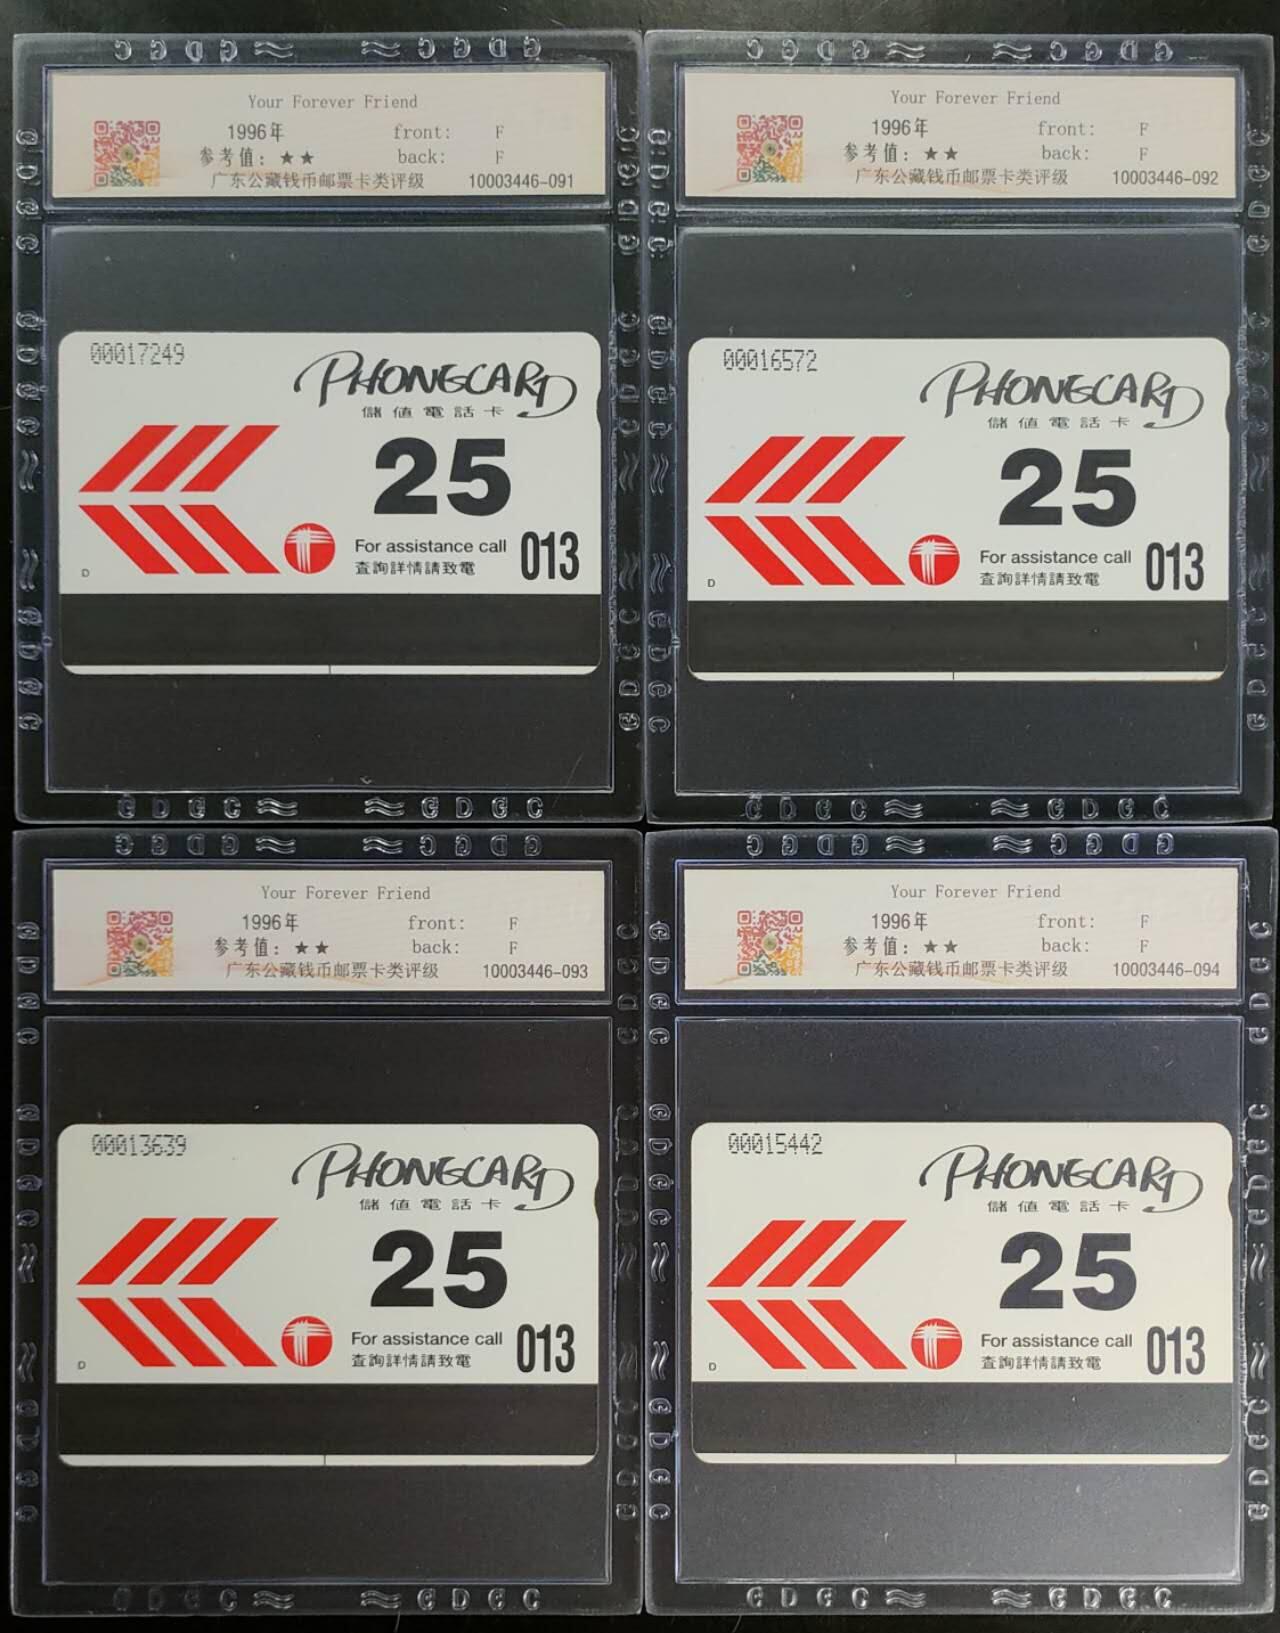 Your Forever Friend
1996年 front: F
参考值：★★ back: F
广东公藏钱币邮票卡类评级 10003446-091
00017249
PHONECARD
儲值電話卡
25
For assistance call 013
查詢詳情請致電
D
Your Forever Friend
1996年 front: F
参考值：★★ back: F
广东公藏钱币邮票卡类评级 10003446-092
00016572
PHONECARD
儲值電話卡
25
For assistance call 013
查詢詳情請致電
D
Your Forever Friend
1996年 front: F
参考值：★★ back: F
广东公藏钱币邮票卡类评级 10003446-093
00013639
PHONECARD
儲值電話卡
25
For assistance call 013
查詢詳情請致電
D
Your Forever Friend
1996年 front: F
参考值：★★ back: F
广东公藏钱币邮票卡类评级 10003446-094
00015442
PHONECARD
儲值電話卡
25
For assistance call 013
查詢詳情請致電
D